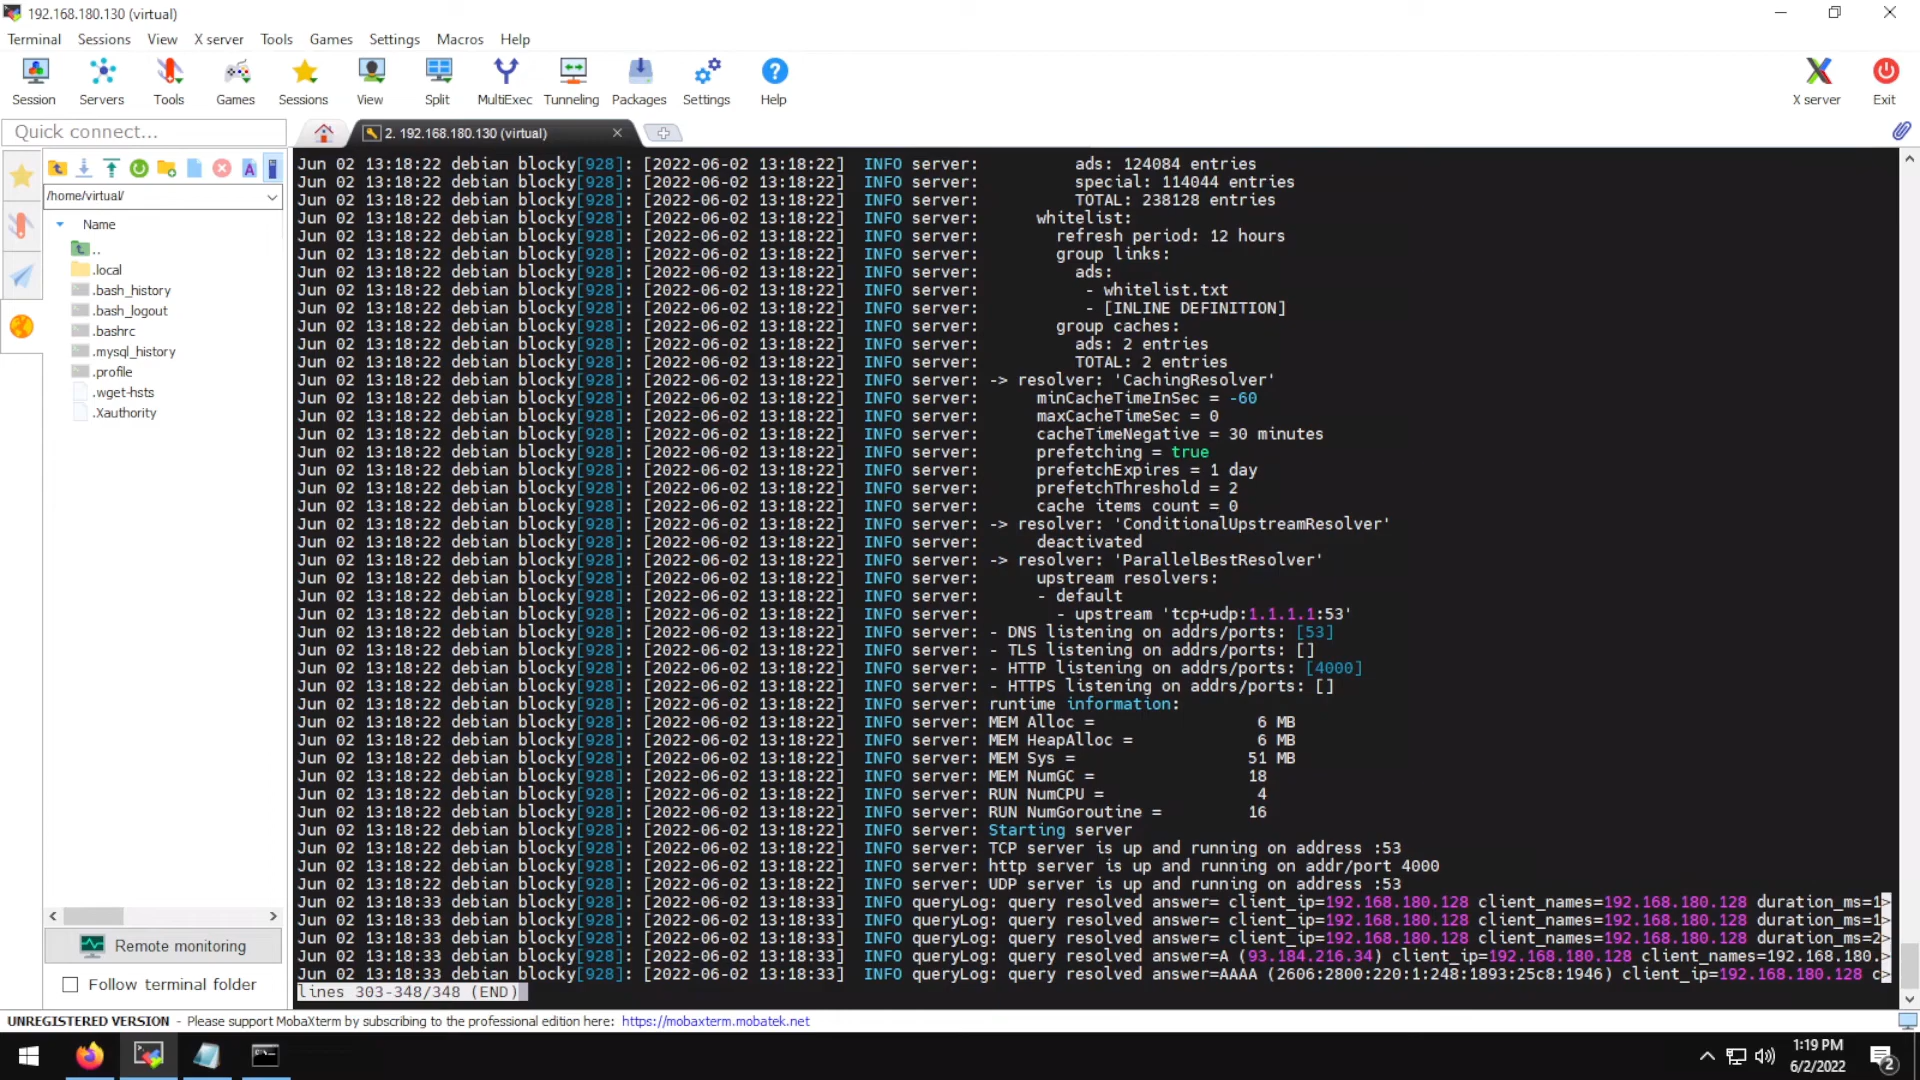 192.168.180.130 (virtual)
Terminal Sessions View X server Tools Games Settings Macros Help
Session Servers Tools Games Sessions View Split MultiExec Tunneling Packages Settings Help X server Exit
Quick connect...
2. 192.168.180.130 (virtual)
/home/virtual/
Name
..
.local
.bash_history
.bash_logout
.bashrc
.mysql_history
.profile
.wget-hsts
.Xauthority
Remote monitoring
Follow terminal folder
Jun 02 13:18:22 debian blocky[928]: [2022-06-02 13:18:22]  INFO server:          ads: 124084 entries
Jun 02 13:18:22 debian blocky[928]: [2022-06-02 13:18:22]  INFO server:          special: 114044 entries
Jun 02 13:18:22 debian blocky[928]: [2022-06-02 13:18:22]  INFO server:          TOTAL: 238128 entries
Jun 02 13:18:22 debian blocky[928]: [2022-06-02 13:18:22]  INFO server:      whitelist:
Jun 02 13:18:22 debian blocky[928]: [2022-06-02 13:18:22]  INFO server:        refresh period: 12 hours
Jun 02 13:18:22 debian blocky[928]: [2022-06-02 13:18:22]  INFO server:        group links:
Jun 02 13:18:22 debian blocky[928]: [2022-06-02 13:18:22]  INFO server:          ads:
Jun 02 13:18:22 debian blocky[928]: [2022-06-02 13:18:22]  INFO server:           - whitelist.txt
Jun 02 13:18:22 debian blocky[928]: [2022-06-02 13:18:22]  INFO server:           - [INLINE DEFINITION]
Jun 02 13:18:22 debian blocky[928]: [2022-06-02 13:18:22]  INFO server:        group caches:
Jun 02 13:18:22 debian blocky[928]: [2022-06-02 13:18:22]  INFO server:          ads: 2 entries
Jun 02 13:18:22 debian blocky[928]: [2022-06-02 13:18:22]  INFO server:          TOTAL: 2 entries
Jun 02 13:18:22 debian blocky[928]: [2022-06-02 13:18:22]  INFO server: -> resolver: 'CachingResolver'
Jun 02 13:18:22 debian blocky[928]: [2022-06-02 13:18:22]  INFO server:      minCacheTimeInSec = -60
Jun 02 13:18:22 debian blocky[928]: [2022-06-02 13:18:22]  INFO server:      maxCacheTimeSec = 0
Jun 02 13:18:22 debian blocky[928]: [2022-06-02 13:18:22]  INFO server:      cacheTimeNegative = 30 minutes
Jun 02 13:18:22 debian blocky[928]: [2022-06-02 13:18:22]  INFO server:      prefetching = true
Jun 02 13:18:22 debian blocky[928]: [2022-06-02 13:18:22]  INFO server:      prefetchExpires = 1 day
Jun 02 13:18:22 debian blocky[928]: [2022-06-02 13:18:22]  INFO server:      prefetchThreshold = 2
Jun 02 13:18:22 debian blocky[928]: [2022-06-02 13:18:22]  INFO server:      cache items count = 0
Jun 02 13:18:22 debian blocky[928]: [2022-06-02 13:18:22]  INFO server: -> resolver: 'ConditionalUpstreamResolver'
Jun 02 13:18:22 debian blocky[928]: [2022-06-02 13:18:22]  INFO server:      deactivated
Jun 02 13:18:22 debian blocky[928]: [2022-06-02 13:18:22]  INFO server: -> resolver: 'ParallelBestResolver'
Jun 02 13:18:22 debian blocky[928]: [2022-06-02 13:18:22]  INFO server:      upstream resolvers:
Jun 02 13:18:22 debian blocky[928]: [2022-06-02 13:18:22]  INFO server:      - default
Jun 02 13:18:22 debian blocky[928]: [2022-06-02 13:18:22]  INFO server:        - upstream 'tcp+udp:1.1.1.1:53'
Jun 02 13:18:22 debian blocky[928]: [2022-06-02 13:18:22]  INFO server: - DNS listening on addrs/ports: [53]
Jun 02 13:18:22 debian blocky[928]: [2022-06-02 13:18:22]  INFO server: - TLS listening on addrs/ports: []
Jun 02 13:18:22 debian blocky[928]: [2022-06-02 13:18:22]  INFO server: - HTTP listening on addrs/ports: [4000]
Jun 02 13:18:22 debian blocky[928]: [2022-06-02 13:18:22]  INFO server: - HTTPS listening on addrs/ports: []
Jun 02 13:18:22 debian blocky[928]: [2022-06-02 13:18:22]  INFO server: runtime information:
Jun 02 13:18:22 debian blocky[928]: [2022-06-02 13:18:22]  INFO server: MEM Alloc =                 6 MB
Jun 02 13:18:22 debian blocky[928]: [2022-06-02 13:18:22]  INFO server: MEM HeapAlloc =             6 MB
Jun 02 13:18:22 debian blocky[928]: [2022-06-02 13:18:22]  INFO server: MEM Sys =                  51 MB
Jun 02 13:18:22 debian blocky[928]: [2022-06-02 13:18:22]  INFO server: MEM NumGC =                18
Jun 02 13:18:22 debian blocky[928]: [2022-06-02 13:18:22]  INFO server: RUN NumCPU =                4
Jun 02 13:18:22 debian blocky[928]: [2022-06-02 13:18:22]  INFO server: RUN NumGoroutine =         16
Jun 02 13:18:22 debian blocky[928]: [2022-06-02 13:18:22]  INFO server: Starting server
Jun 02 13:18:22 debian blocky[928]: [2022-06-02 13:18:22]  INFO server: TCP server is up and running on address :53
Jun 02 13:18:22 debian blocky[928]: [2022-06-02 13:18:22]  INFO server: http server is up and running on addr/port 4000
Jun 02 13:18:22 debian blocky[928]: [2022-06-02 13:18:22]  INFO server: UDP server is up and running on address :53
Jun 02 13:18:33 debian blocky[928]: [2022-06-02 13:18:33]  INFO queryLog: query resolved answer= client_ip=192.168.180.128 client_names=192.168.180.128 duration_ms=1>
Jun 02 13:18:33 debian blocky[928]: [2022-06-02 13:18:33]  INFO queryLog: query resolved answer= client_ip=192.168.180.128 client_names=192.168.180.128 duration_ms=1>
Jun 02 13:18:33 debian blocky[928]: [2022-06-02 13:18:33]  INFO queryLog: query resolved answer= client_ip=192.168.180.128 client_names=192.168.180.128 duration_ms=2>
Jun 02 13:18:33 debian blocky[928]: [2022-06-02 13:18:33]  INFO queryLog: query resolved answer=A (93.184.216.34) client_ip=192.168.180.128 client_names=192.168.180.>
Jun 02 13:18:33 debian blocky[928]: [2022-06-02 13:18:33]  INFO queryLog: query resolved answer=AAAA (2606:2800:220:1:248:1893:25c8:1946) client_ip=192.168.180.128 c>
lines 303-348/348 (END)
UNREGISTERED VERSION - Please support MobaXterm by subscribing to the professional edition here: https://mobaxterm.mobatek.net
1:19 PM
6/2/2022
2